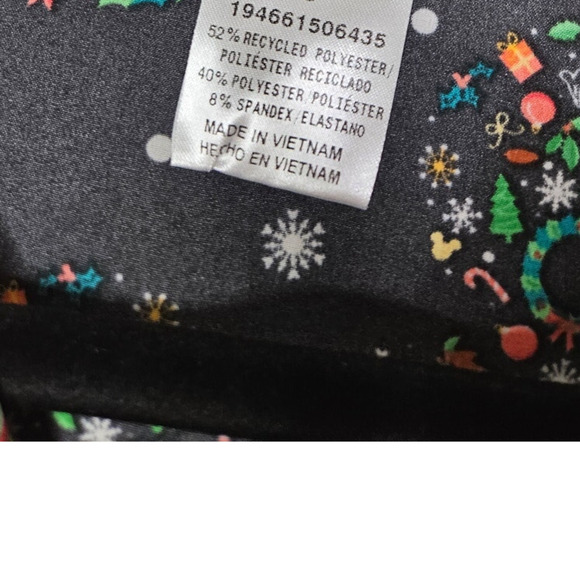 194661506435
52% RECYCLED POLYESTER/
POLIÉSTER RECICLADO
40% POLYESTER/POLIÉSTER
8% SPANDEX/ELASTANO
MADE IN VIETNAM
HECHO EN VIETNAM